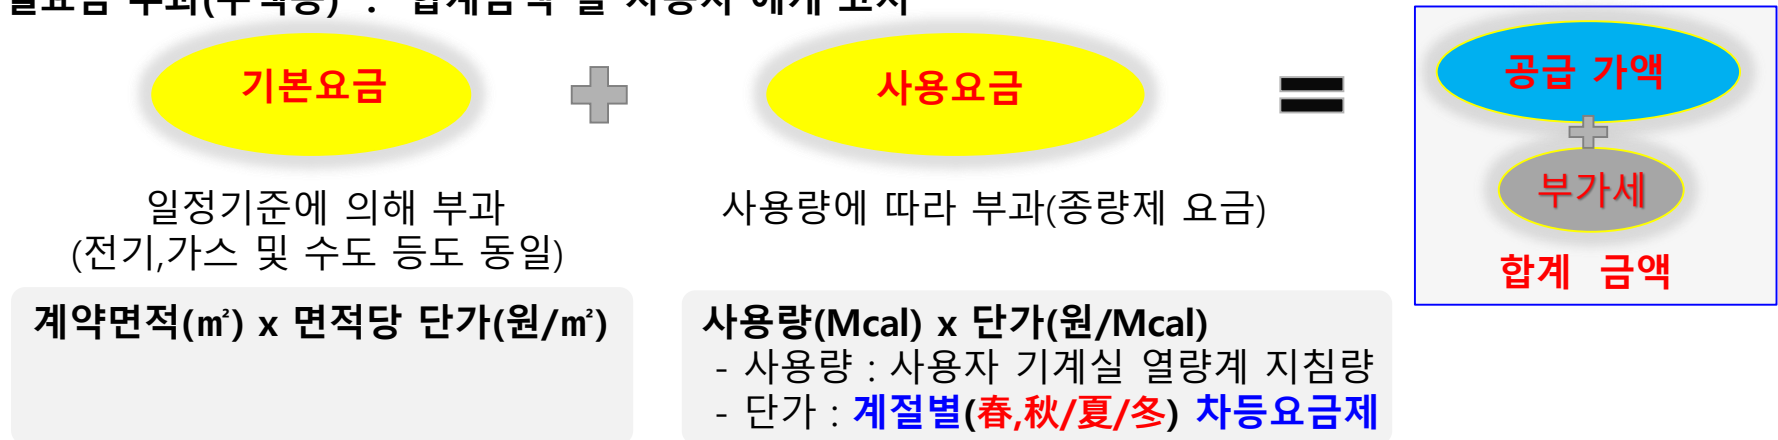 기본요금
사용요금
공급 가액
부가세
합계 금액
일정기준에 의해 부과
(전기,가스 및 수도 등도 동일)
사용량에 따라 부과(종량제 요금)
계약면적(㎡) x 면적당 단가(원/㎡)
사용량(Mcal) x 단가(원/Mcal)
- 사용량 : 사용자 기계실 열량계 지침량
- 단가 : 계절별(春,秋/夏/冬) 차등요금제